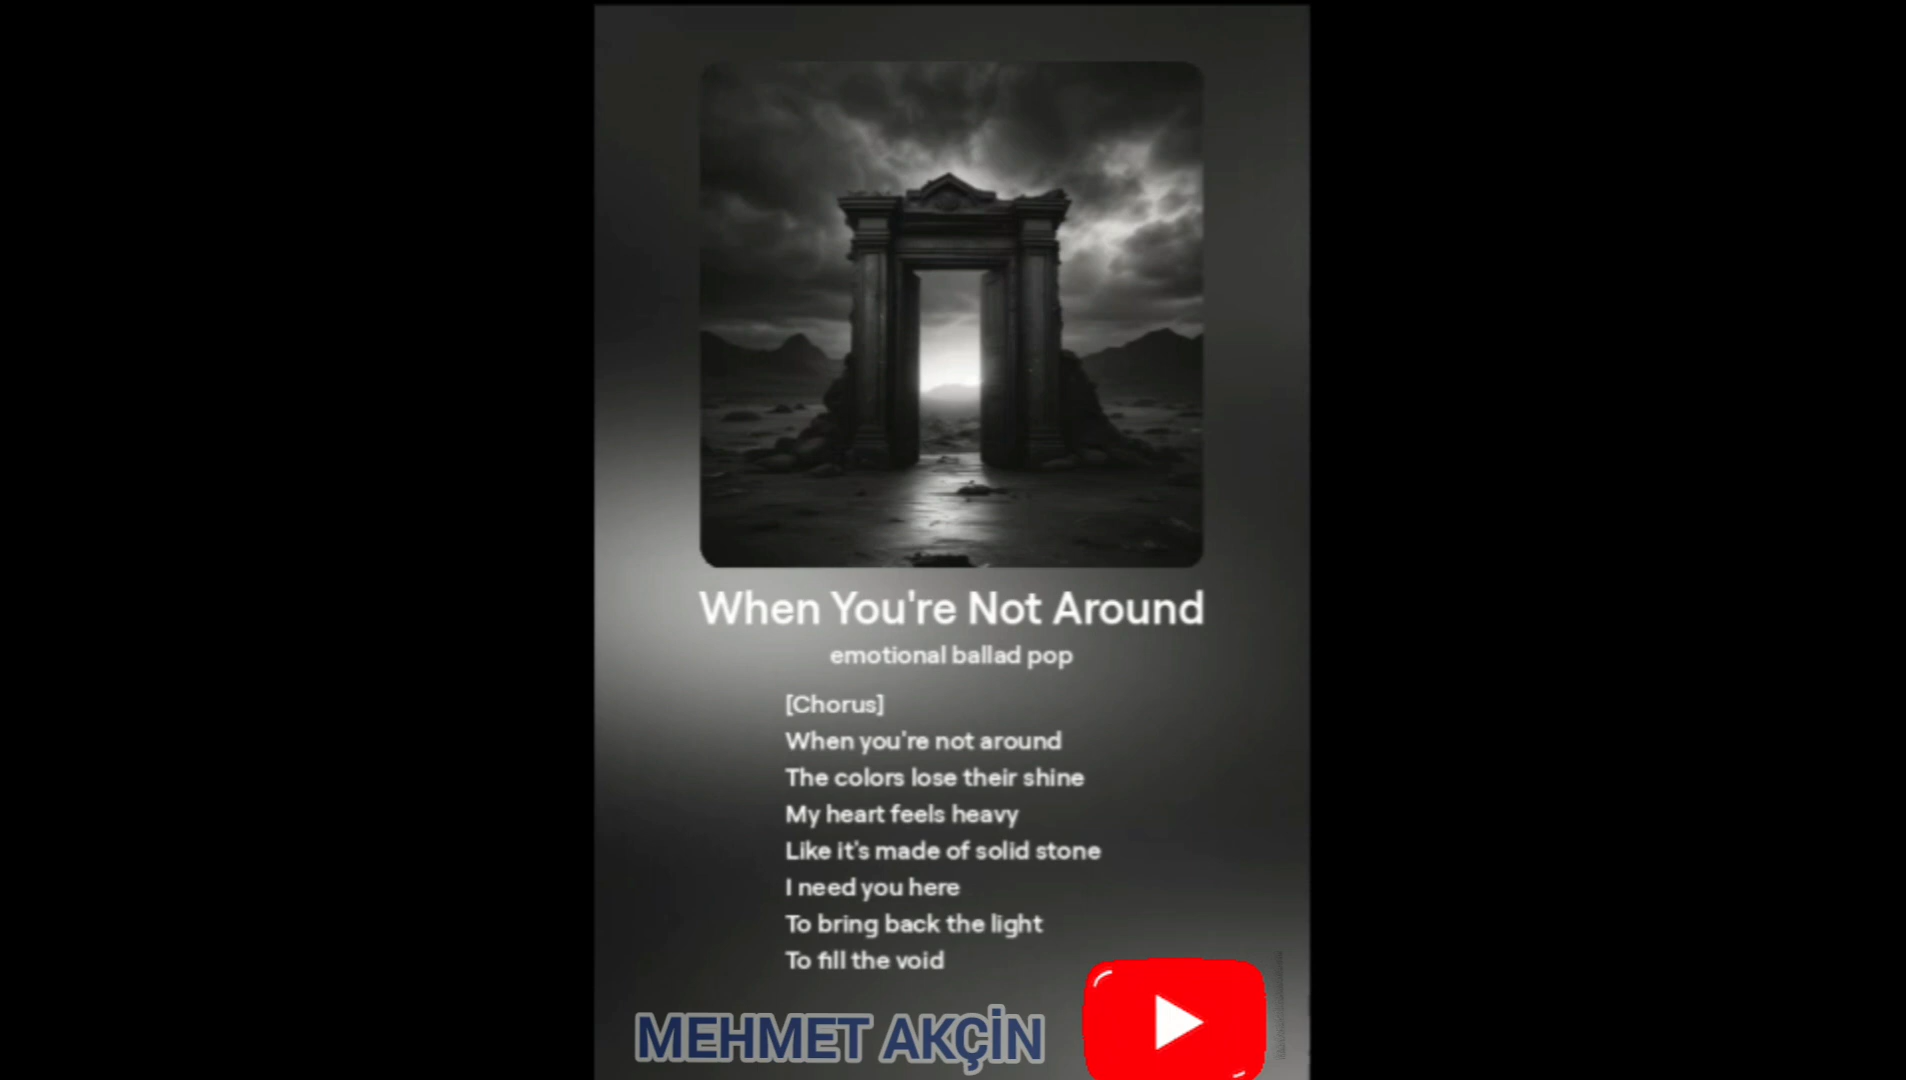 When You're Not Around
emotional ballad pop
[Chorus]
When you're not around
The colors lose their shine
My heart feels heavy
Like it's made of solid stone
I need you here
To bring back the light
To fill the void
MEHMET AKÇİN